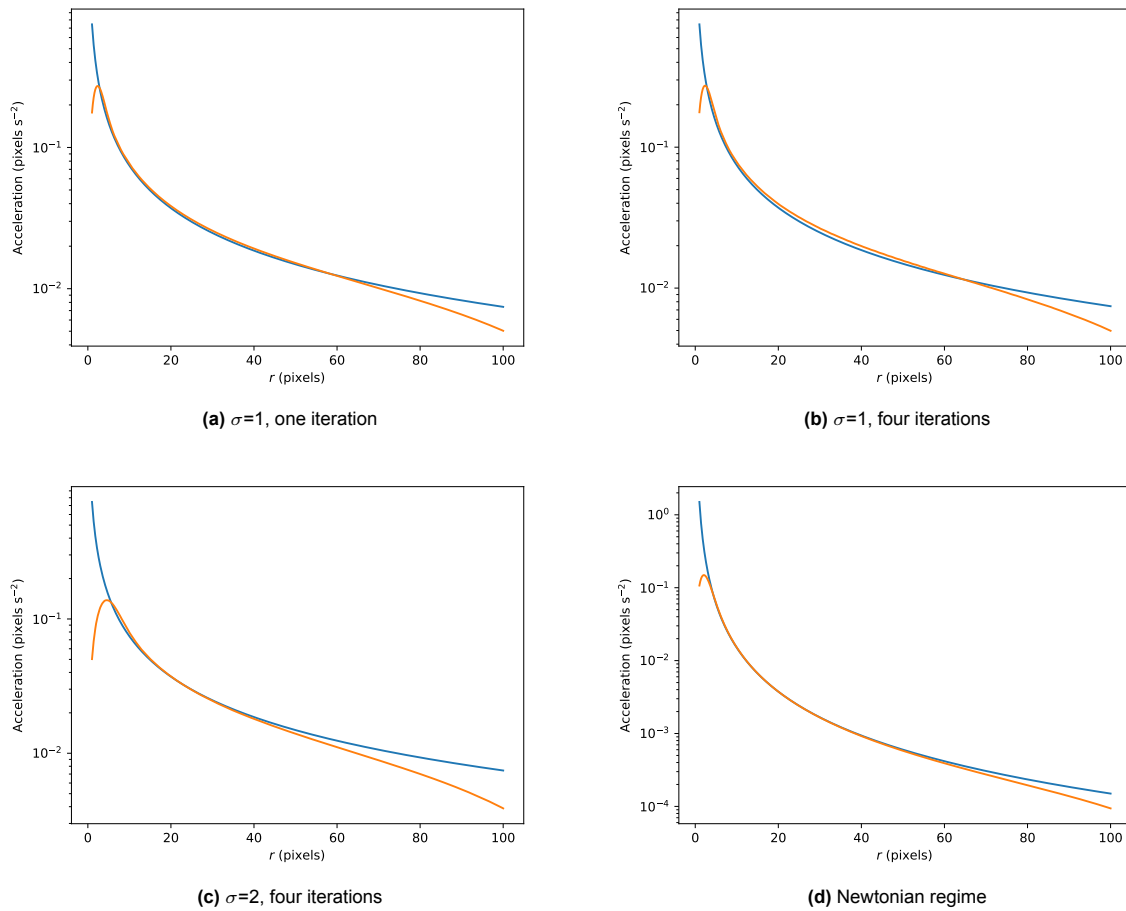 Acceleration (pixels s⁻²)
10⁻¹
10⁻²
0 20 40 60 80 100
r (pixels)
(a) σ=1, one iteration
Acceleration (pixels s⁻²)
10⁻¹
10⁻²
0 20 40 60 80 100
r (pixels)
(b) σ=1, four iterations
Acceleration (pixels s⁻²)
10⁻¹
10⁻²
0 20 40 60 80 100
r (pixels)
(c) σ=2, four iterations
Acceleration (pixels s⁻²)
10⁰
10⁻¹
10⁻²
10⁻³
10⁻⁴
0 20 40 60 80 100
r (pixels)
(d) Newtonian regime